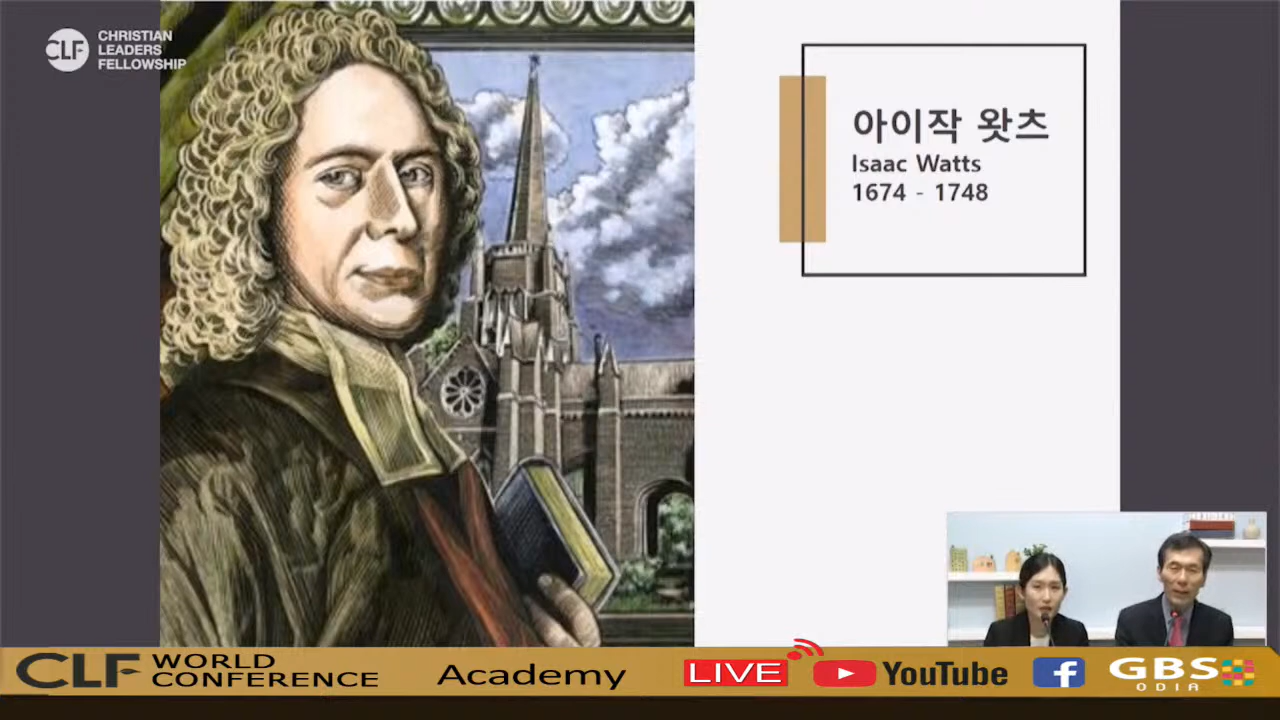 CLF
CHRISTIAN
LEADERS
FELLOWSHIP
아이작 왓츠
Isaac Watts
1674 - 1748
CLF WORLD
CONFERENCE
Academy
LIVE
YouTube
f
GBS
ODIA